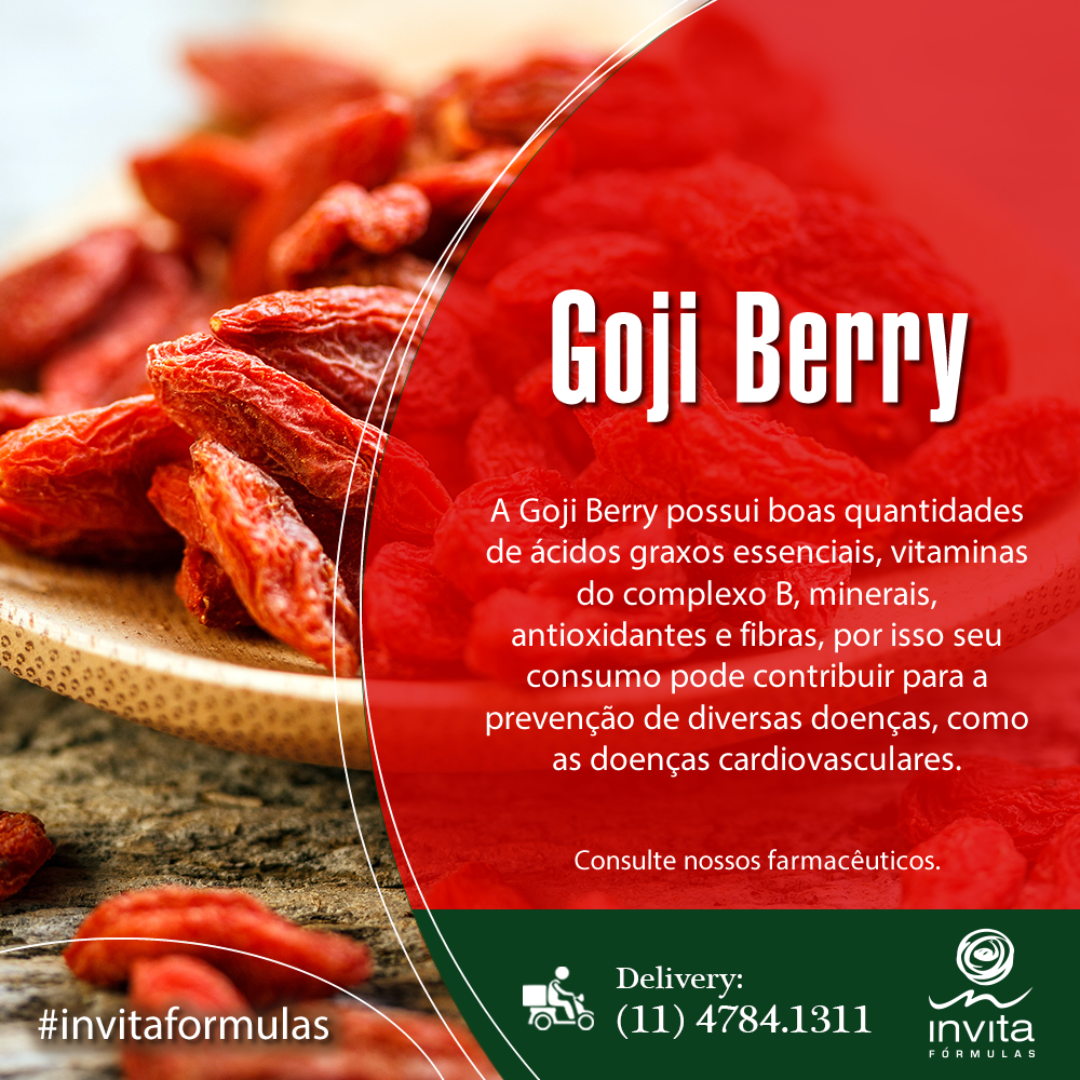 Goji Berry
A Goji Berry possui boas quantidades
de ácidos graxos essenciais, vitaminas
do complexo B, minerais,
antioxidantes e fibras, por isso seu
consumo pode contribuir para a
prevenção de diversas doenças, como
as doenças cardiovasculares.
Consulte nossos farmacêuticos.
#invitaformulas
Delivery:
(11) 4784.1311
invita
FÓRMULAS